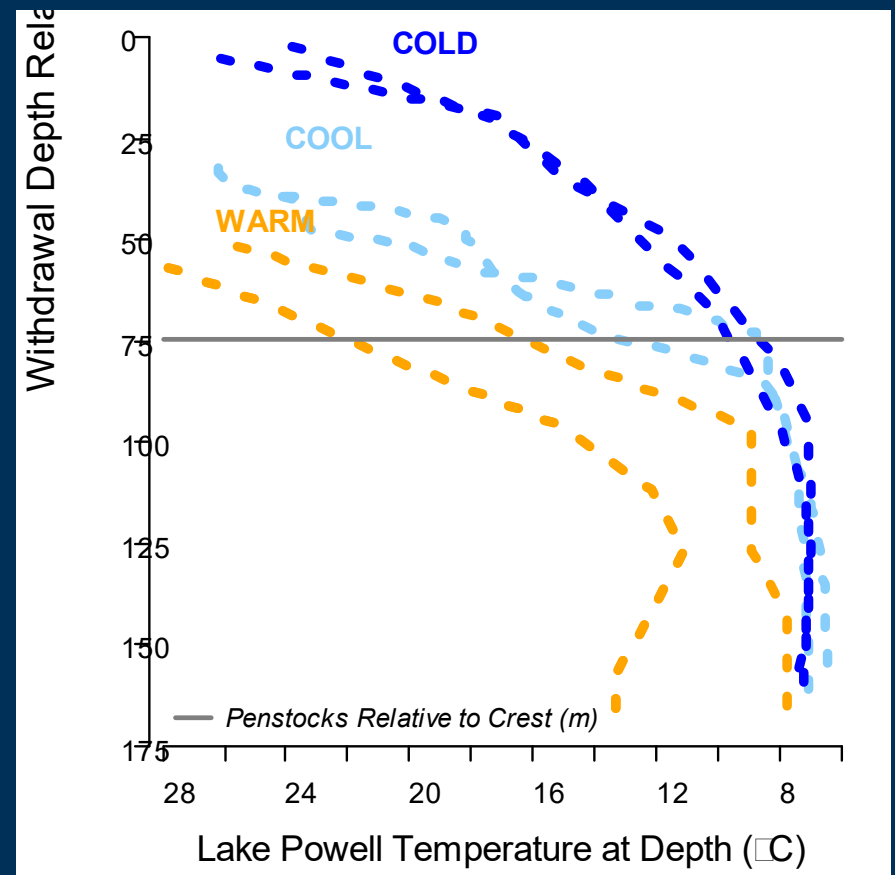 Withdrawal Depth Rela
0
25
50
75
100
125
150
175
COLD
COOL
WARM
Penstocks Relative to Crest (m)
28 24 20 16 12 8
Lake Powell Temperature at Depth (□C)